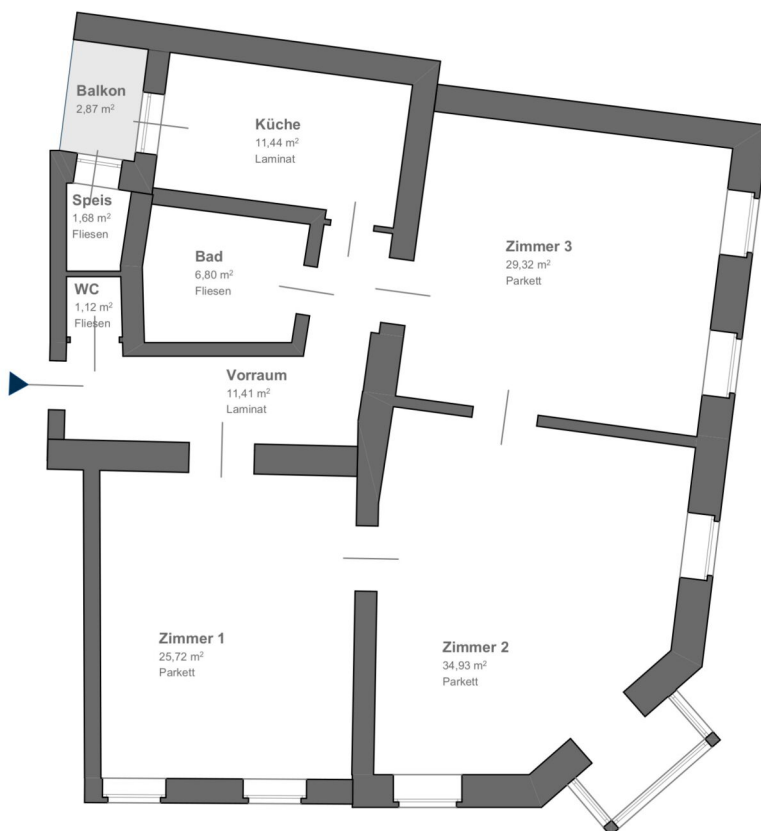 Balkon
2,87 m²
Küche
11,44 m²
Laminat
Speis
1,68 m²
Fliesen
Bad
6,80 m²
Fliesen
Zimmer 3
29,32 m²
Parkett
WC
1,12 m²
Fliesen
Vorraum
11,41 m²
Laminat
Zimmer 1
25,72 m²
Parkett
Zimmer 2
34,93 m²
Parkett